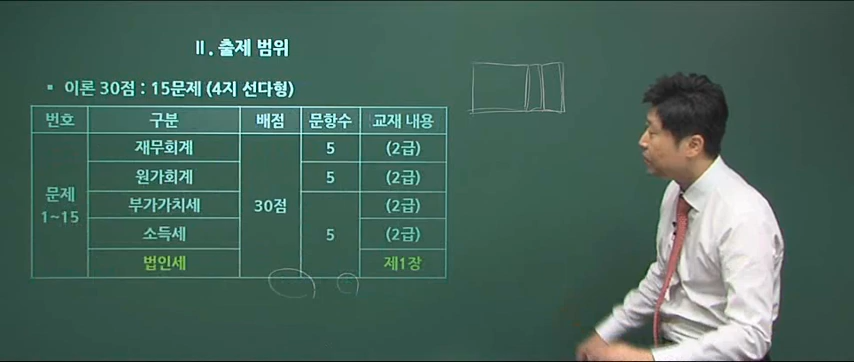 Ⅱ. 출제 범위
▪ 이론 30점 : 15문제 (4지 선다형)
번호 구분 배점 문항수 교재 내용
문제 1~15 재무회계 30점 5 (2급)
원가회계 5 (2급)
부가가치세 5 (2급)
소득세 (2급)
법인세 제1장